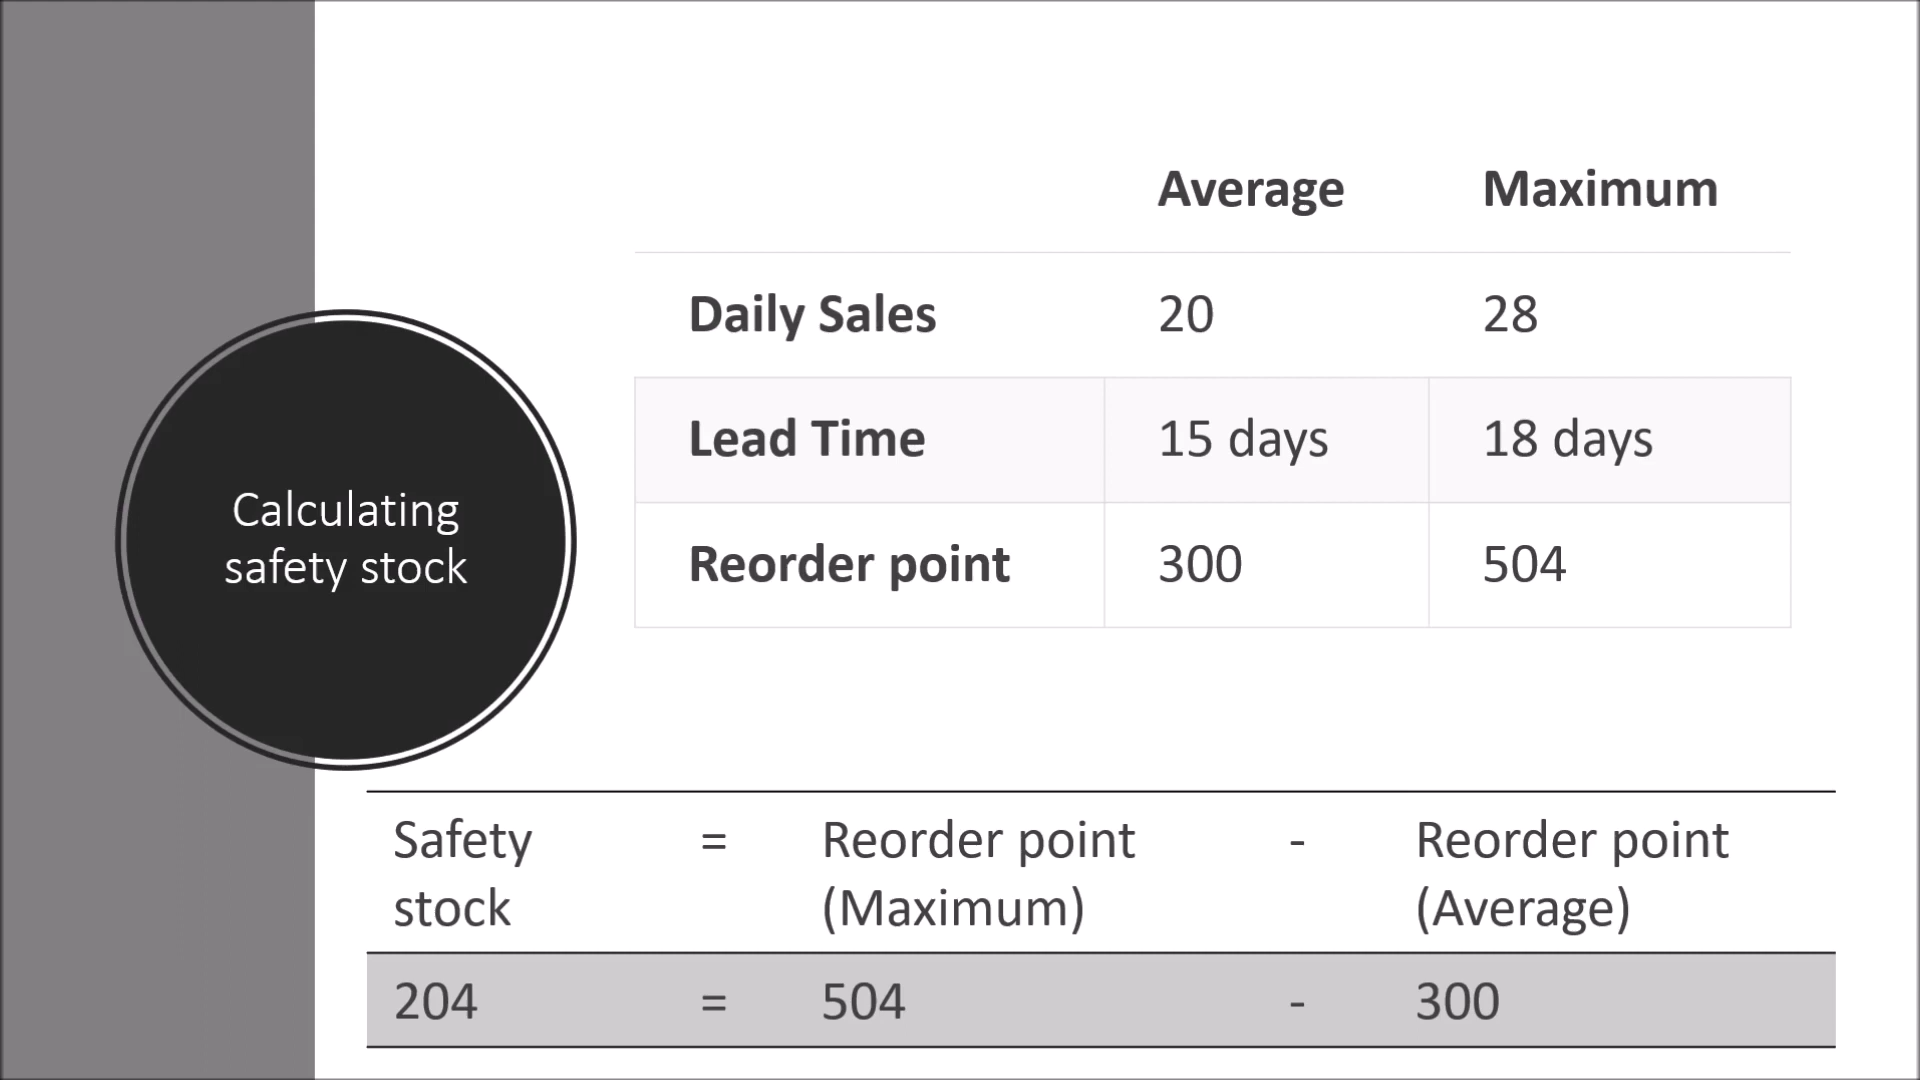 Calculating
safety stock
Average Maximum
Daily Sales 20 28
Lead Time 15 days 18 days
Reorder point 300 504
Safety = Reorder point - Reorder point
stock (Maximum) (Average)
204 = 504 - 300